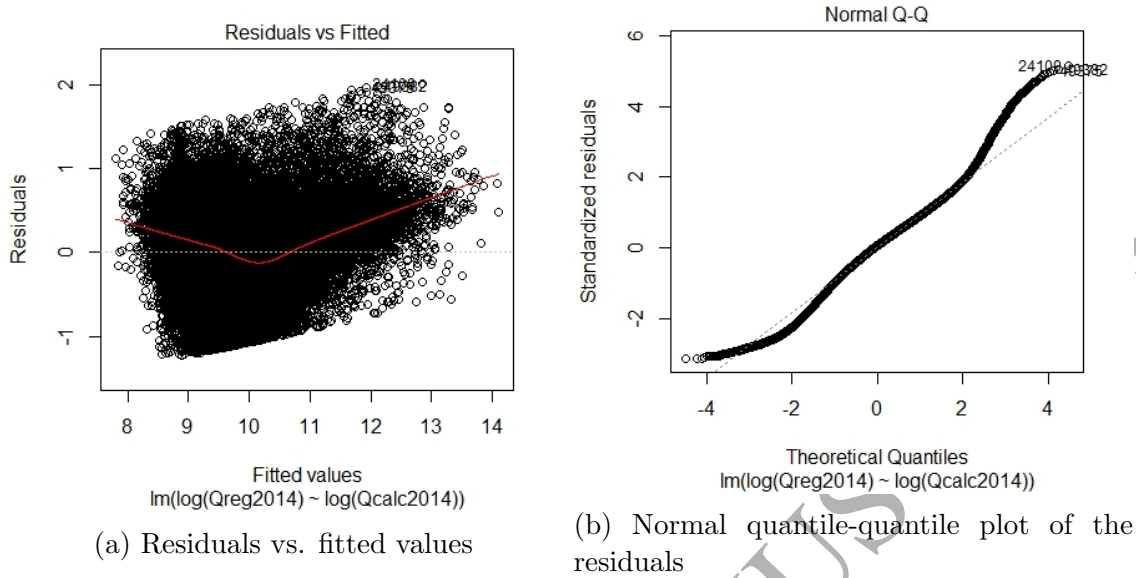 Residuals vs Fitted
2
1
0
-1
Residuals
8 9 10 11 12 13 14
Fitted values
lm(log(Qreg2014) ~ log(Qcalc2014))
(a) Residuals vs. fitted values
Normal Q-Q
6
4
2
0
-2
Standardized residuals
-4 -2 0 2 4
Theoretical Quantiles
lm(log(Qreg2014) ~ log(Qcalc2014))
(b) Normal quantile-quantile plot of the
residuals
US